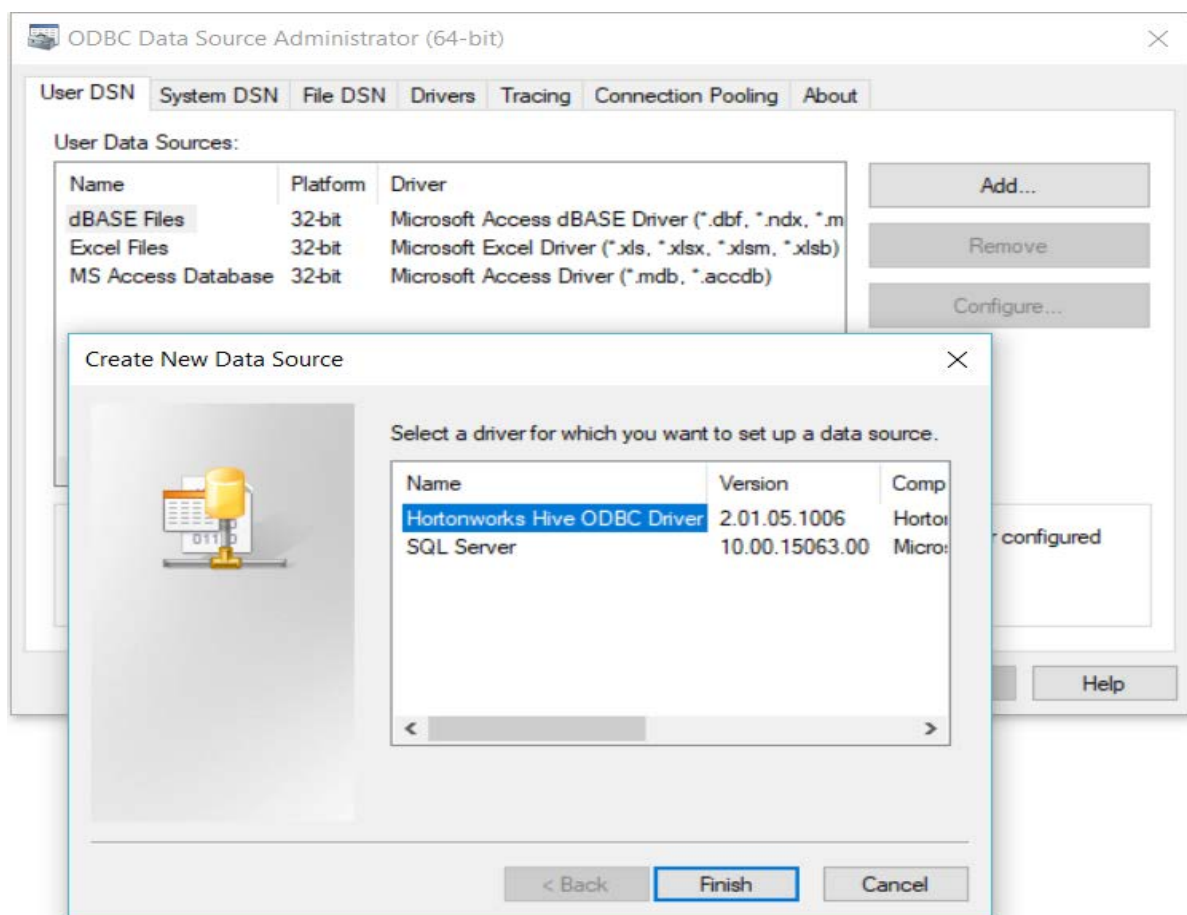 ODBC Data Source Administrator (64-bit)
User DSN System DSN File DSN Drivers Tracing Connection Pooling About
User Data Sources:
Name Platform Driver
Add...
dBASE Files 32-bit Microsoft Access dBASE Driver (*.dbf, *.ndx, *.m
Excel Files 32-bit Microsoft Excel Driver (*.xls, *.xlsx, *.xlsm, *.xlsb)
Remove
MS Access Database 32-bit Microsoft Access Driver (*.mdb, *.accdb)
Configure...
Create New Data Source
Select a driver for which you want to set up a data source.
Name Version Comp
Hortonworks Hive ODBC Driver 2.01.05.1006 Horto
SQL Server 10.00.15063.00 Micro
configured
Help
< Back Finish Cancel